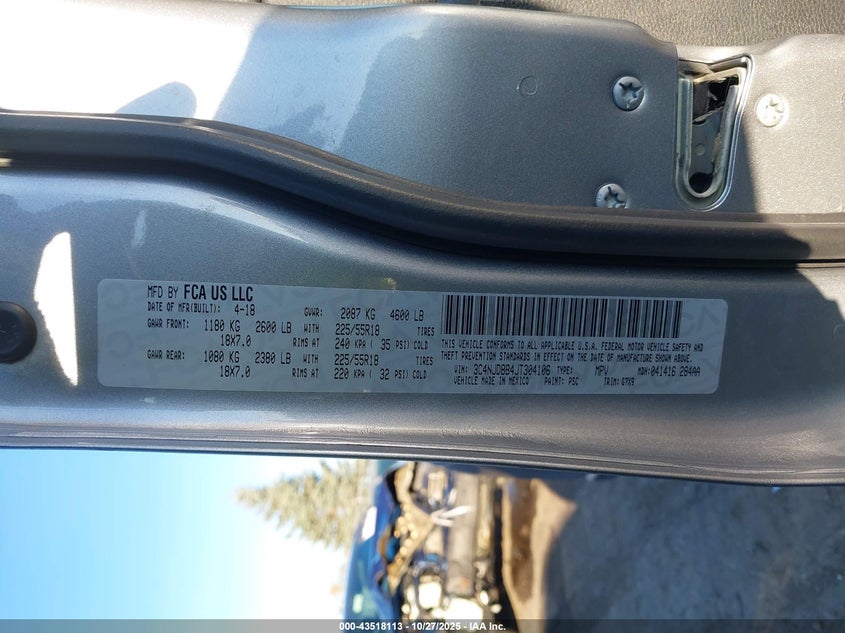 MFD BY FCA US LLC
DATE OF MFR(BUILT): 4-18 GVWR: 2087 KG 4600 LB
GAWR FRONT: 1180 KG 2600 LB WITH 225/55R18 TIRES
18X7.0 RIMS AT 240 KPA ( 35 PSI) COLD
GAWR REAR: 1080 KG 2380 LB WITH 225/55R18 TIRES
18X7.0 RIMS AT 220 KPA ( 32 PSI) COLD
THIS VEHICLE CONFORMS TO ALL APPLICABLE U.S.A. FEDERAL MOTOR VEHICLE SAFETY AND
THEFT PREVENTION STANDARDS IN EFFECT ON THE DATE OF MANUFACTURE SHOWN ABOVE.
VIN: 3C4NJDBB4JT304106 TYPE: MPV MDH: 041416 284AA
VEHICLE MADE IN MEXICO PAINT: PSC TRIM: G7X9
000-43518113 - 10/27/2025 - IAA Inc.